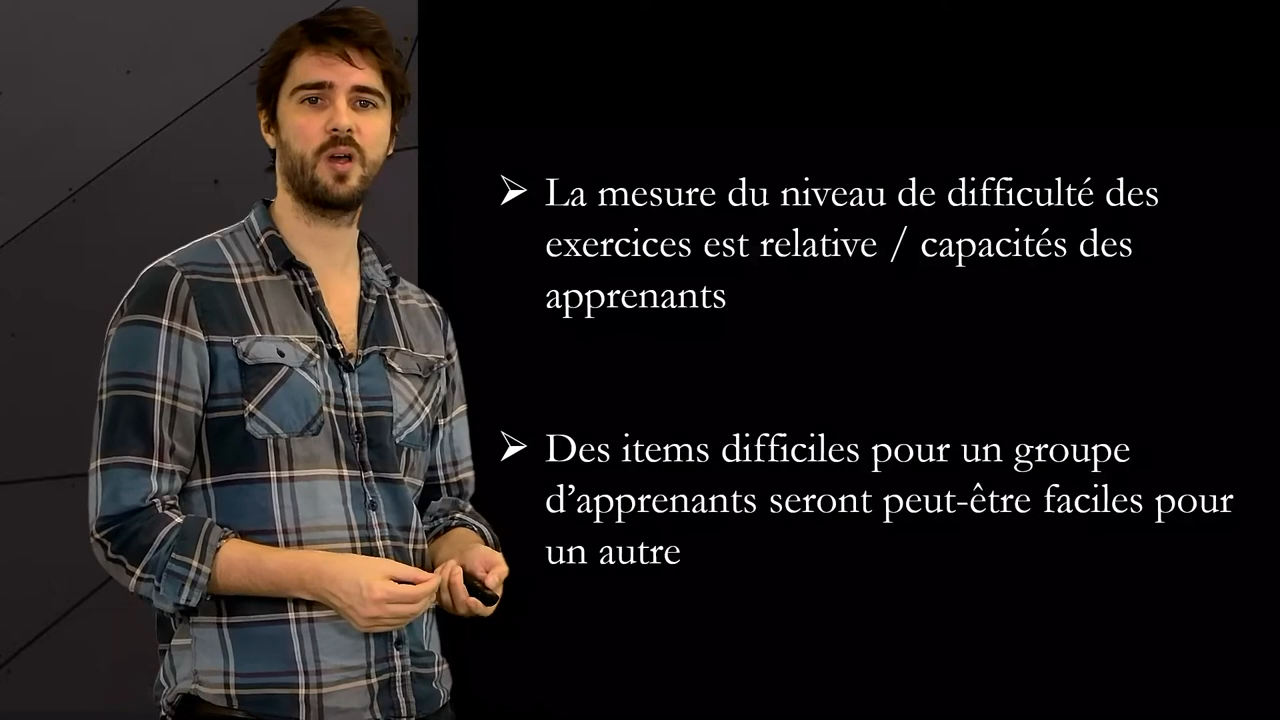 ➢ La mesure du niveau de difficulté des
exercices est relative / capacités des
apprenants
➢ Des items difficiles pour un groupe
d’apprenants seront peut-être faciles pour
un autre